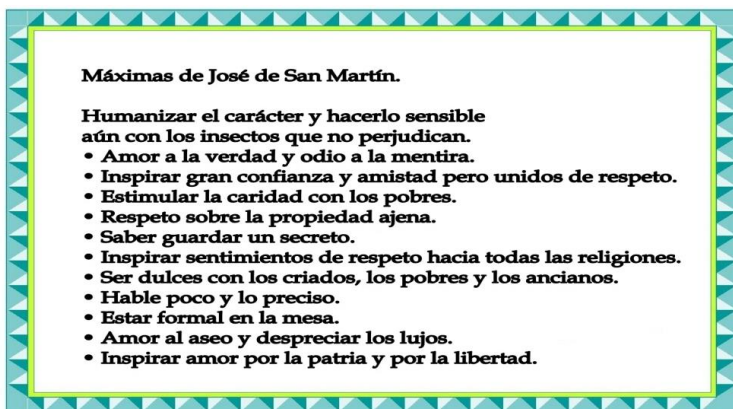 Máximas de José de San Martín.
Humanizar el carácter y hacerlo sensible
aún con los insectos que no perjudican.
• Amor a la verdad y odio a la mentira.
• Inspirar gran confianza y amistad pero unidos de respeto.
• Estimular la caridad con los pobres.
• Respeto sobre la propiedad ajena.
• Saber guardar un secreto.
• Inspirar sentimientos de respeto hacia todas las religiones.
• Ser dulces con los criados, los pobres y los ancianos.
• Hable poco y lo preciso.
• Estar formal en la mesa.
• Amor al aseo y despreciar los lujos.
• Inspirar amor por la patria y por la libertad.